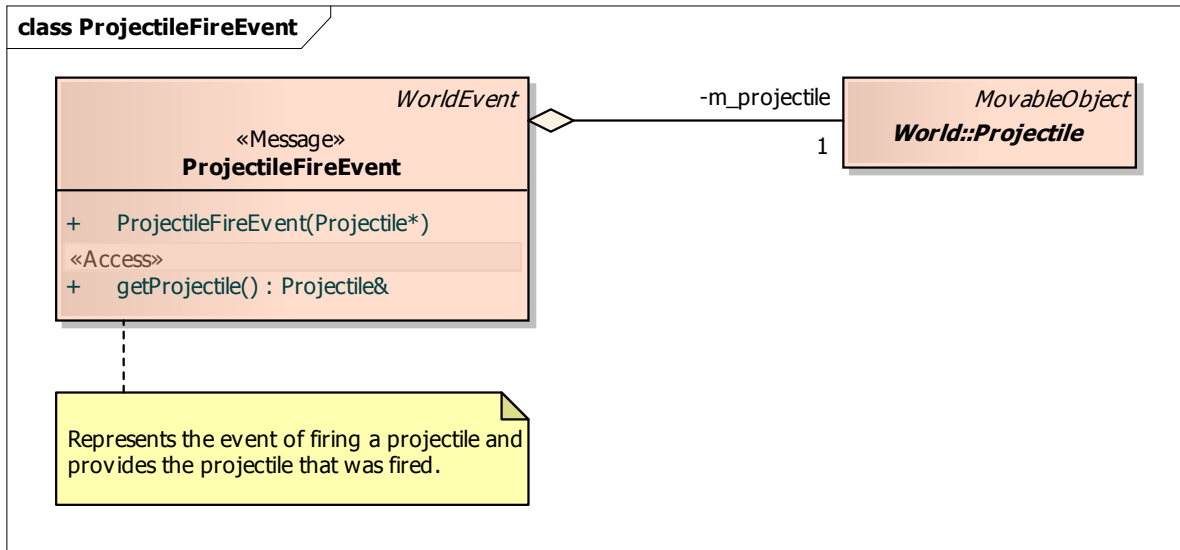 class ProjectileFireEvent
WorldEvent
«Message»
ProjectileFireEvent
+ ProjectileFireEvent(Projectile*)
«Access»
+ getProjectile() : Projectile&
-m_projectile
1
MovableObject
World::Projectile
Represents the event of firing a projectile and
provides the projectile that was fired.